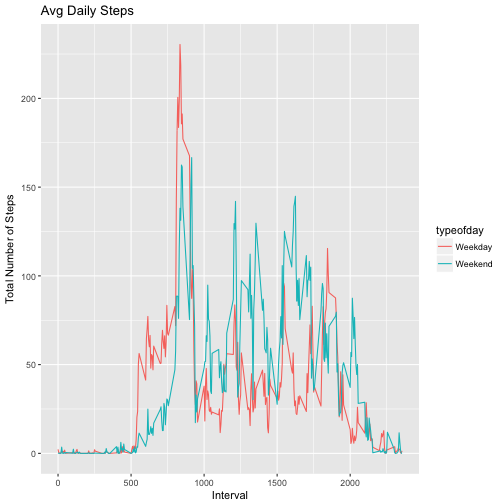 Avg Daily Steps
Total Number of Steps
200
150
100
50
0
0
500
1000
1500
2000
Interval
typeofday
Weekday
Weekend